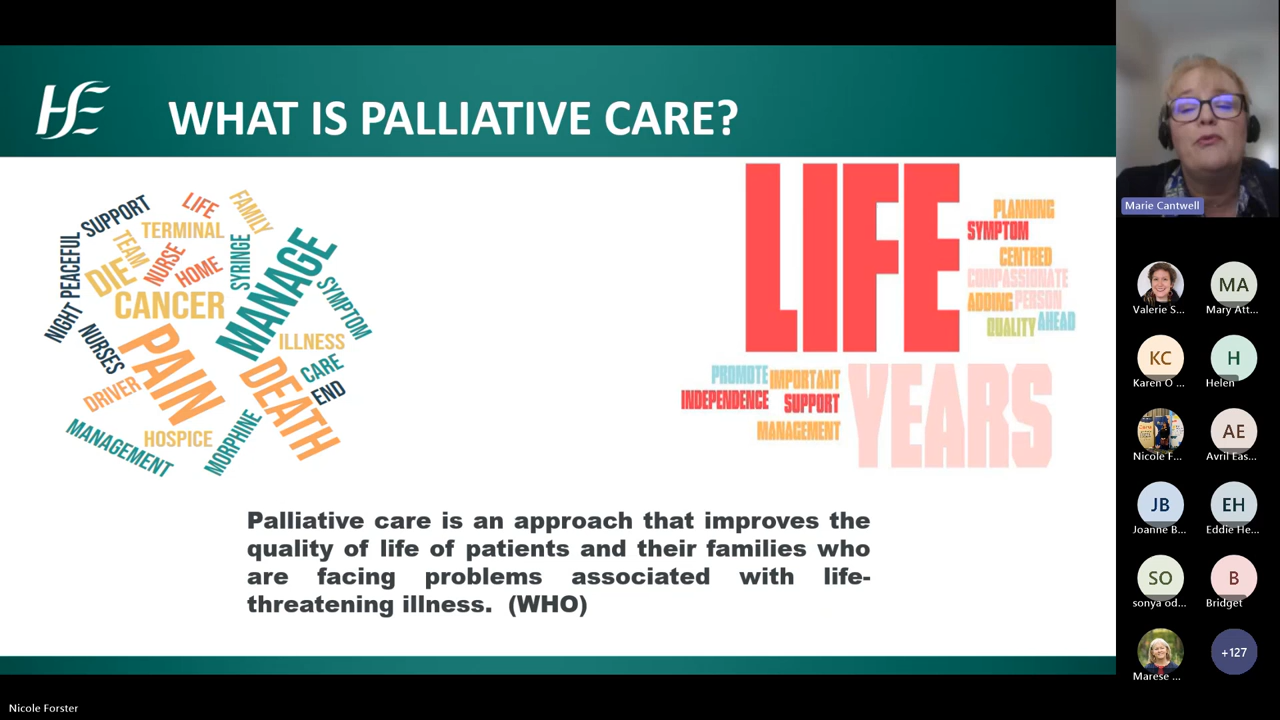 HSE
WHAT IS PALLIATIVE CARE?
SUPPORT
LIFE
FAMILY
TERMINAL
TEAM
NURSE
HOME
SYRINGE
PEACEFUL
NIGHT
DIE
CANCER
MANAGE
SYMPTOM
NURSES
PAIN
ILLNESS
CARE
END
DRIVER
DEATH
HOSPICE
MORPHINE
MANAGEMENT
LIFE
PLANNING
SYMPTOM
CENTRED
COMPASSIONATE
ADDING PERSON
QUALITY AHEAD
PROMOTE IMPORTANT
INDEPENDENCE SUPPORT
MANAGEMENT
YEARS
Palliative care is an approach that improves the
quality of life of patients and their families who
are facing problems associated with life-
threatening illness. (WHO)
Marie Cantwell
Valerie S...
MA
Mary Att...
KC
Karen O ...
H
Helen
Nicole F...
AE
Avril Eas...
JB
Joanne B...
EH
Eddie He...
SO
sonya od...
B
Bridget
Marese ...
+127
Nicole Forster